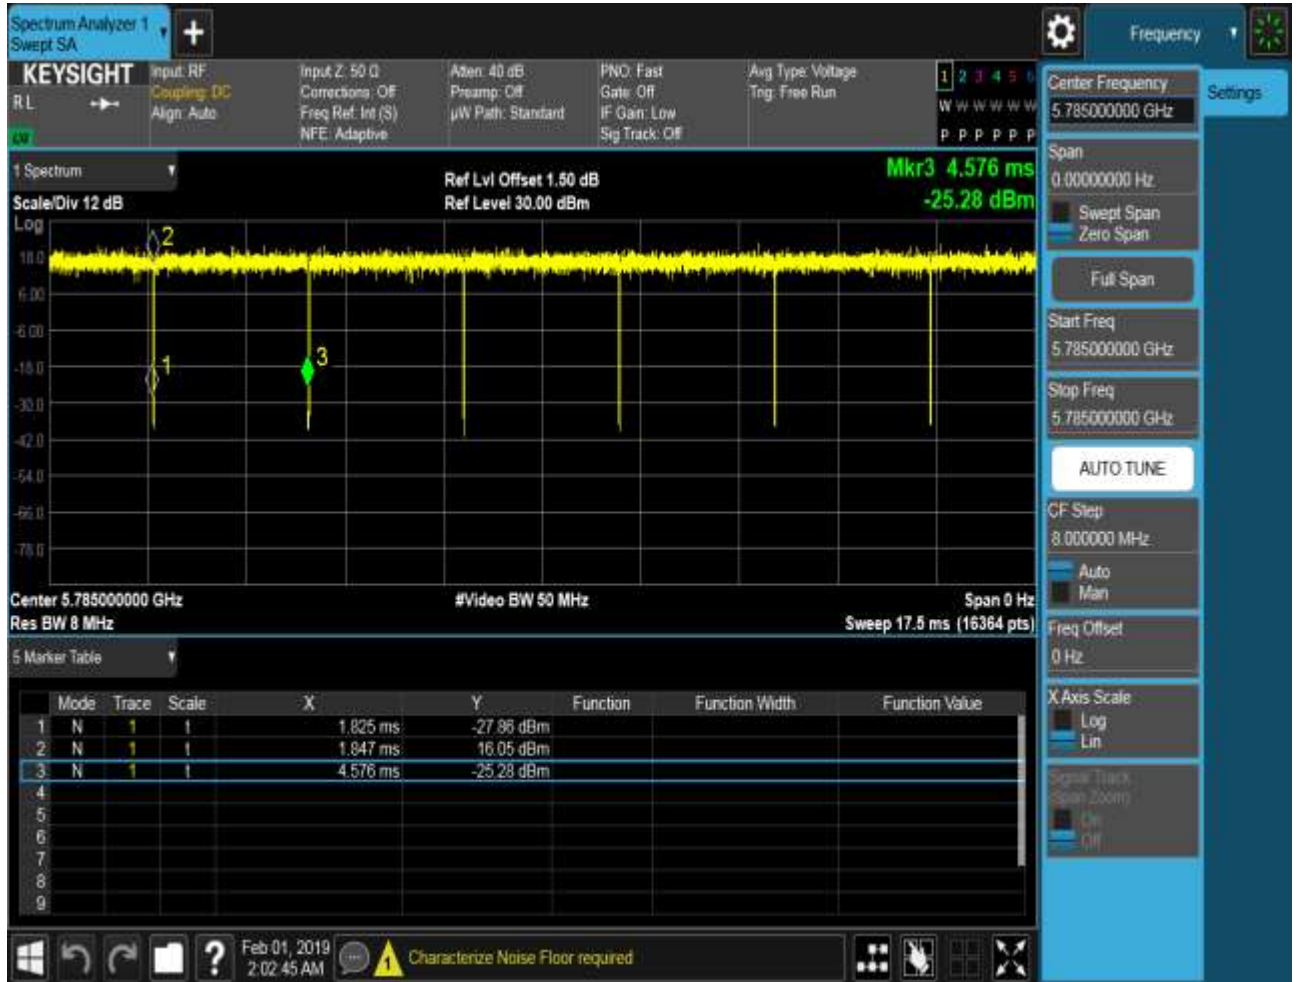 Spectrum Analyzer 1
Swept SA
+
Frequency
KEYSIGHT
RL
Input: RF
Coupling: DC
Align: Auto
Input Z: 50 Ω
Corrections: Off
Freq Ref: Int (S)
NFE: Adaptive
Atten: 40 dB
Preamp: Off
µW Path: Standard
PNO: Fast
Gate: Off
IF Gain: Low
Sig Track: Off
Avg Type: Voltage
Trig: Free Run
1 2 3 4 5 6
W W W W W W
P P P P P P
1 Spectrum
Scale/Div 12 dB
Log
Ref Lvl Offset 1.50 dB
Ref Level 30.00 dBm
Mkr3 4.576 ms
-25.28 dBm
18.0
6.00
-6.00
-18.0
-30.0
-42.0
-54.0
-66.0
-78.0
2
1
3
Center 5.785000000 GHz
#Video BW 50 MHz
Span 0 Hz
Res BW 8 MHz
Sweep 17.5 ms (16364 pts)
5 Marker Table
Mode Trace Scale X Y Function Function Width Function Value
1 N 1 t 1.825 ms -27.86 dBm
2 N 1 t 1.847 ms 16.05 dBm
3 N 1 t 4.576 ms -25.28 dBm
4
5
6
7
8
9
Feb 01, 2019
2:02:45 AM
?
1
Characterize Noise Floor required
Center Frequency
5.785000000 GHz
Settings
Span
0.00000000 Hz
Swept Span
Zero Span
Full Span
Start Freq
5.785000000 GHz
Stop Freq
5.785000000 GHz
AUTO TUNE
CF Step
8.000000 MHz
Auto
Man
Freq Offset
0 Hz
X Axis Scale
Log
Lin
Signal Track
(Span Zoom)
On
Off